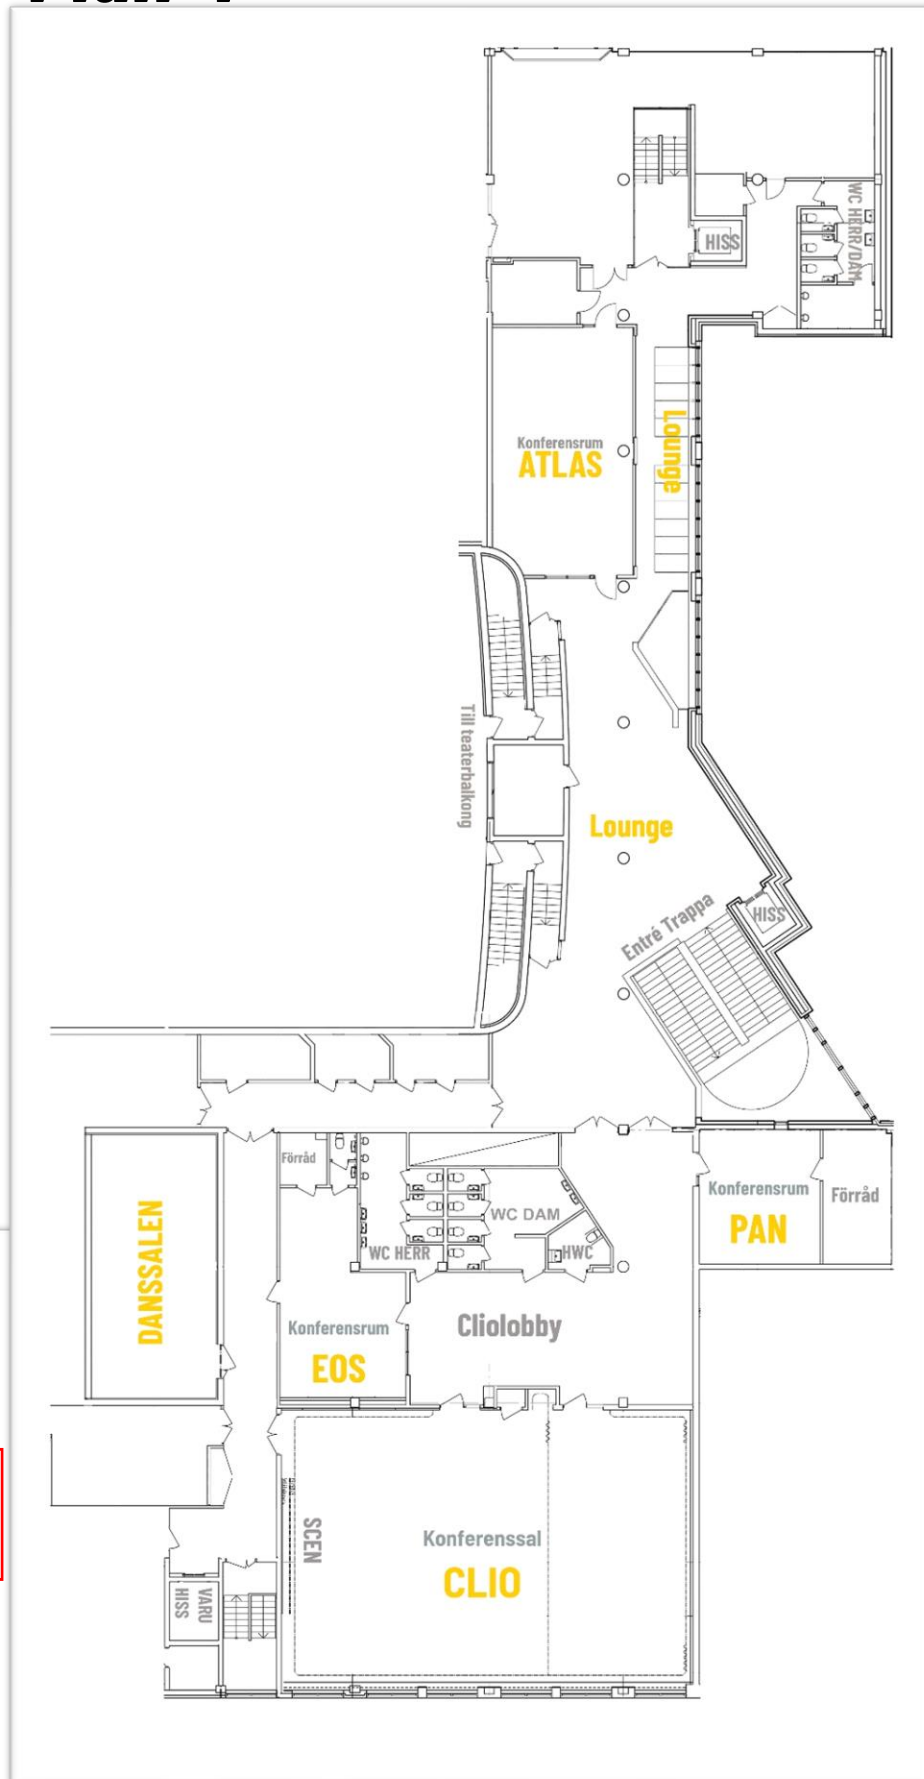 HISS
WC HERR/DAM
Konferensrum
ATLAS
Lounge
Till teaterbalkong
Lounge
Entré Trappa
HISS
Förråd
WC HERR
WC DAM
HWC
Konferensrum
PAN
Förråd
DANSSALEN
Konferensrum
EOS
Cliolobby
SCEN
Konferenssal
CLIO
VARU
HISS